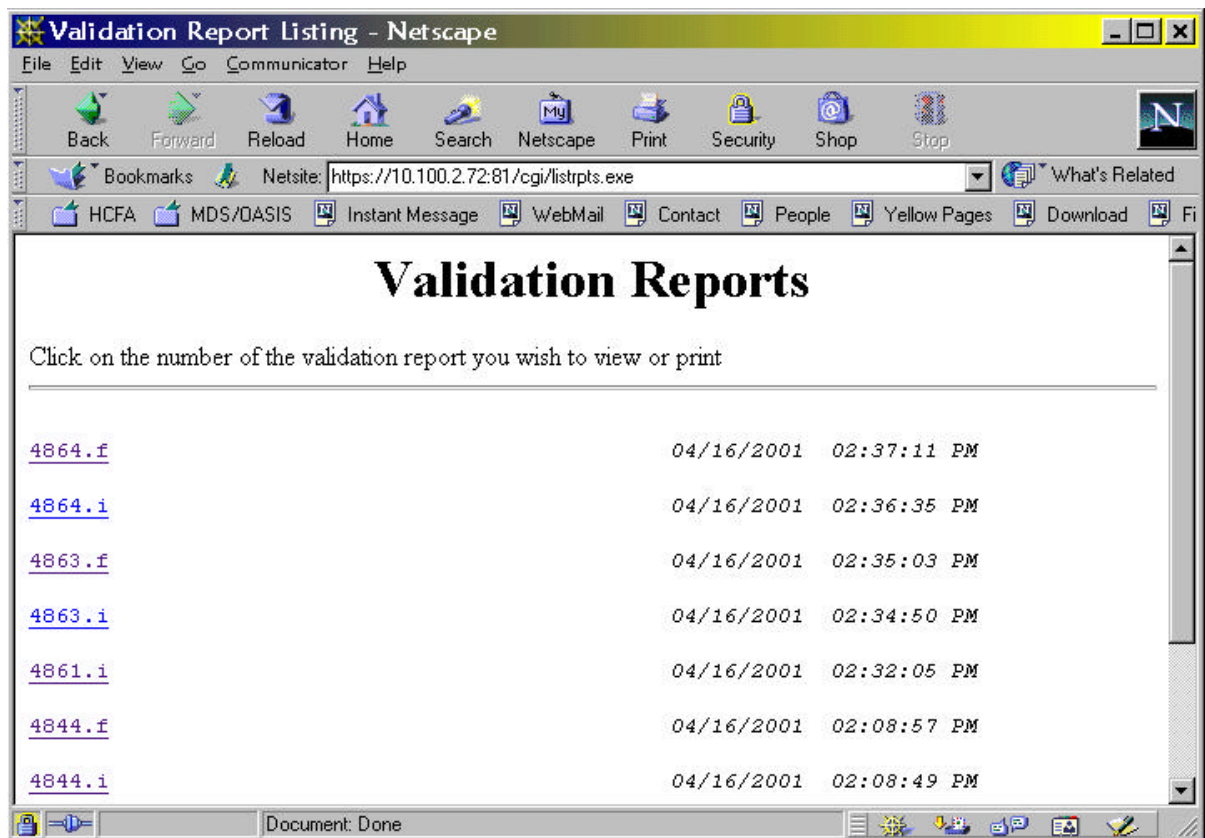 Validation Report Listing - Netscape
File Edit View Go Communicator Help
Back Forward Reload Home Search Netscape Print Security Shop Stop
My
N
Bookmarks Netsite: https://10.100.2.72:81/cgi/listrpts.exe What's Related
HCFA MDS/OASIS Instant Message WebMail Contact People Yellow Pages Download Fi
Validation Reports
Click on the number of the validation report you wish to view or print
4864.f 04/16/2001 02:37:11 PM
4864.i 04/16/2001 02:36:35 PM
4863.f 04/16/2001 02:35:03 PM
4863.i 04/16/2001 02:34:50 PM
4861.i 04/16/2001 02:32:05 PM
4844.f 04/16/2001 02:08:57 PM
4844.i 04/16/2001 02:08:49 PM
Document: Done